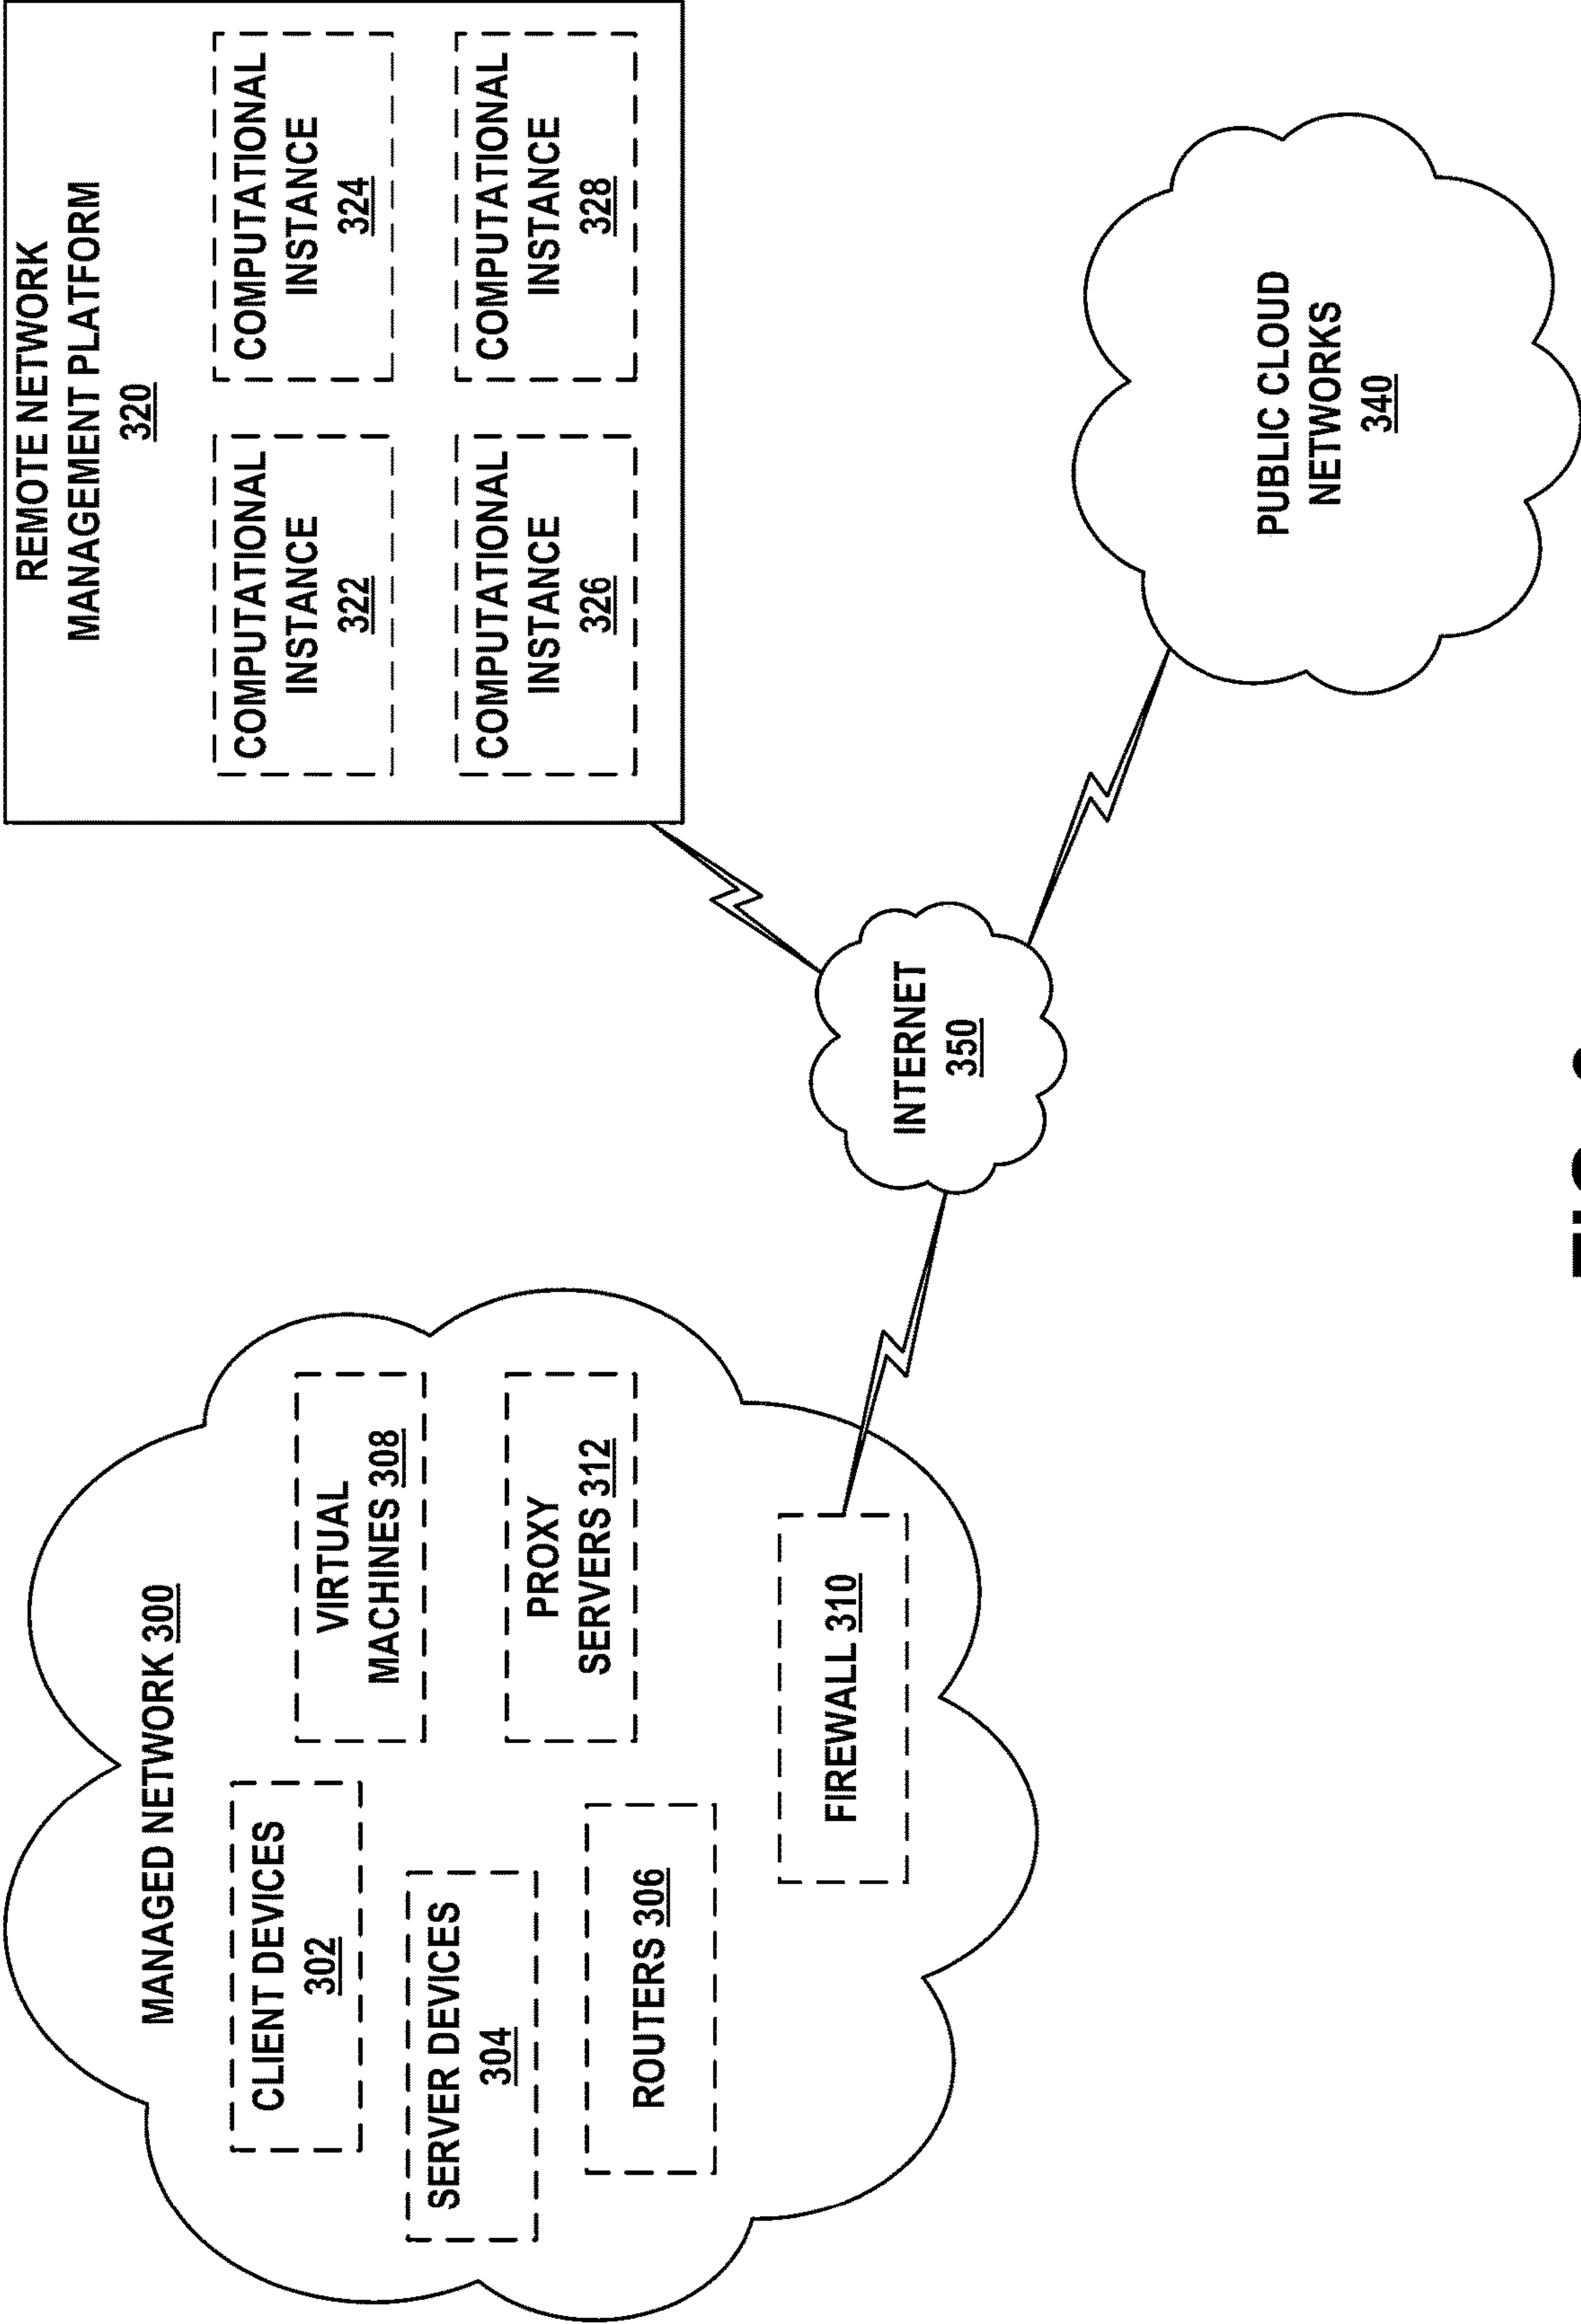 MANAGED NETWORK 300
CLIENT DEVICES
302
VIRTUAL
MACHINES 308
SERVER DEVICES
304
PROXY
SERVERS 312
ROUTERS 306
FIREWALL 310
REMOTE NETWORK
MANAGEMENT PLATFORM
320
COMPUTATIONAL
INSTANCE
322
COMPUTATIONAL
INSTANCE
324
COMPUTATIONAL
INSTANCE
326
COMPUTATIONAL
INSTANCE
328
INTERNET
350
PUBLIC CLOUD
NETWORKS
340